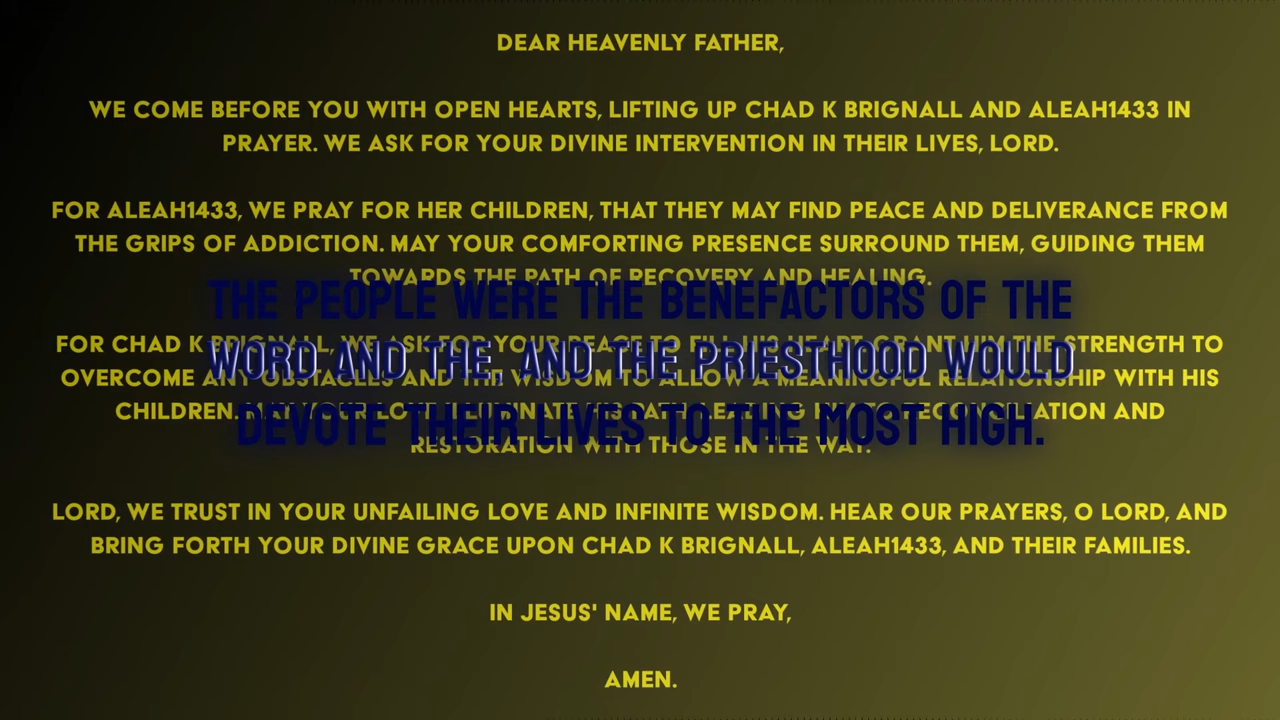 DEAR HEAVENLY FATHER,
WE COME BEFORE YOU WITH OPEN HEARTS, LIFTING UP CHAD K BRIGNALL AND ALEAH1433 IN
PRAYER. WE ASK FOR YOUR DIVINE INTERVENTION IN THEIR LIVES, LORD.
FOR ALEAH1433, WE PRAY FOR HER CHILDREN, THAT THEY MAY FIND PEACE AND DELIVERANCE FROM
THE GRIPS OF ADDICTION. MAY YOUR COMFORTING PRESENCE SURROUND THEM, GUIDING THEM
TOWARDS THE PATH OF RECOVERY AND HEALING.
THE PEOPLE WERE THE BENEFACTORS OF THE
FOR CHAD K BRIGNALL, WE ASK FOR YOUR PEACE TO FILL HIS HEART. GRANT HIM THE STRENGTH TO
WORD AND THE, AND THE PRIESTHOOD WOULD
OVERCOME ANY OBSTACLES AND THE WISDOM TO ALLOW A MEANINGFUL RELATIONSHIP WITH HIS
CHILDREN. MAY YOUR LOVE ILLUMINATE HIS PATH, LEADING RECONCILIATION AND
DEVOTE THEIR LIVES TO THE MOST HIGH.
RESTORATION WITH THOSE IN THE WAY.
LORD, WE TRUST IN YOUR UNFAILING LOVE AND INFINITE WISDOM. HEAR OUR PRAYERS, O LORD, AND
BRING FORTH YOUR DIVINE GRACE UPON CHAD K BRIGNALL, ALEAH1433, AND THEIR FAMILIES.
IN JESUS' NAME, WE PRAY,
AMEN.